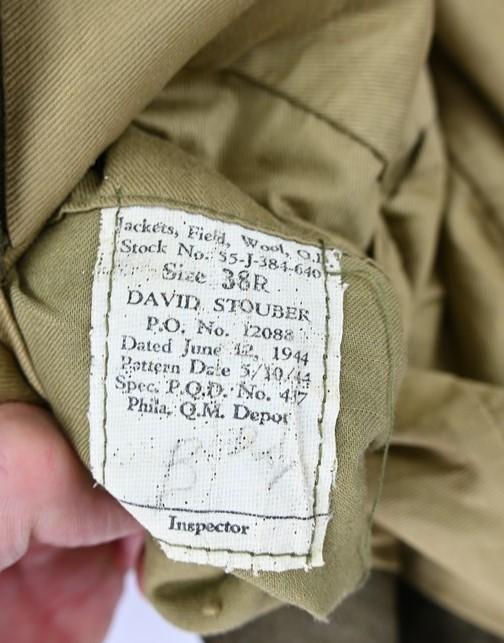 Jackets, Field, Wool, O.D.
Stock No. 55-J-384-640
Size 38R
DAVID STOUBER
P.O. No. 12088
Dated June 12, 1944
Pattern Date 5/10/44
Spec. P.Q.D. No. 437
Phila. Q.M. Depot
Inspector